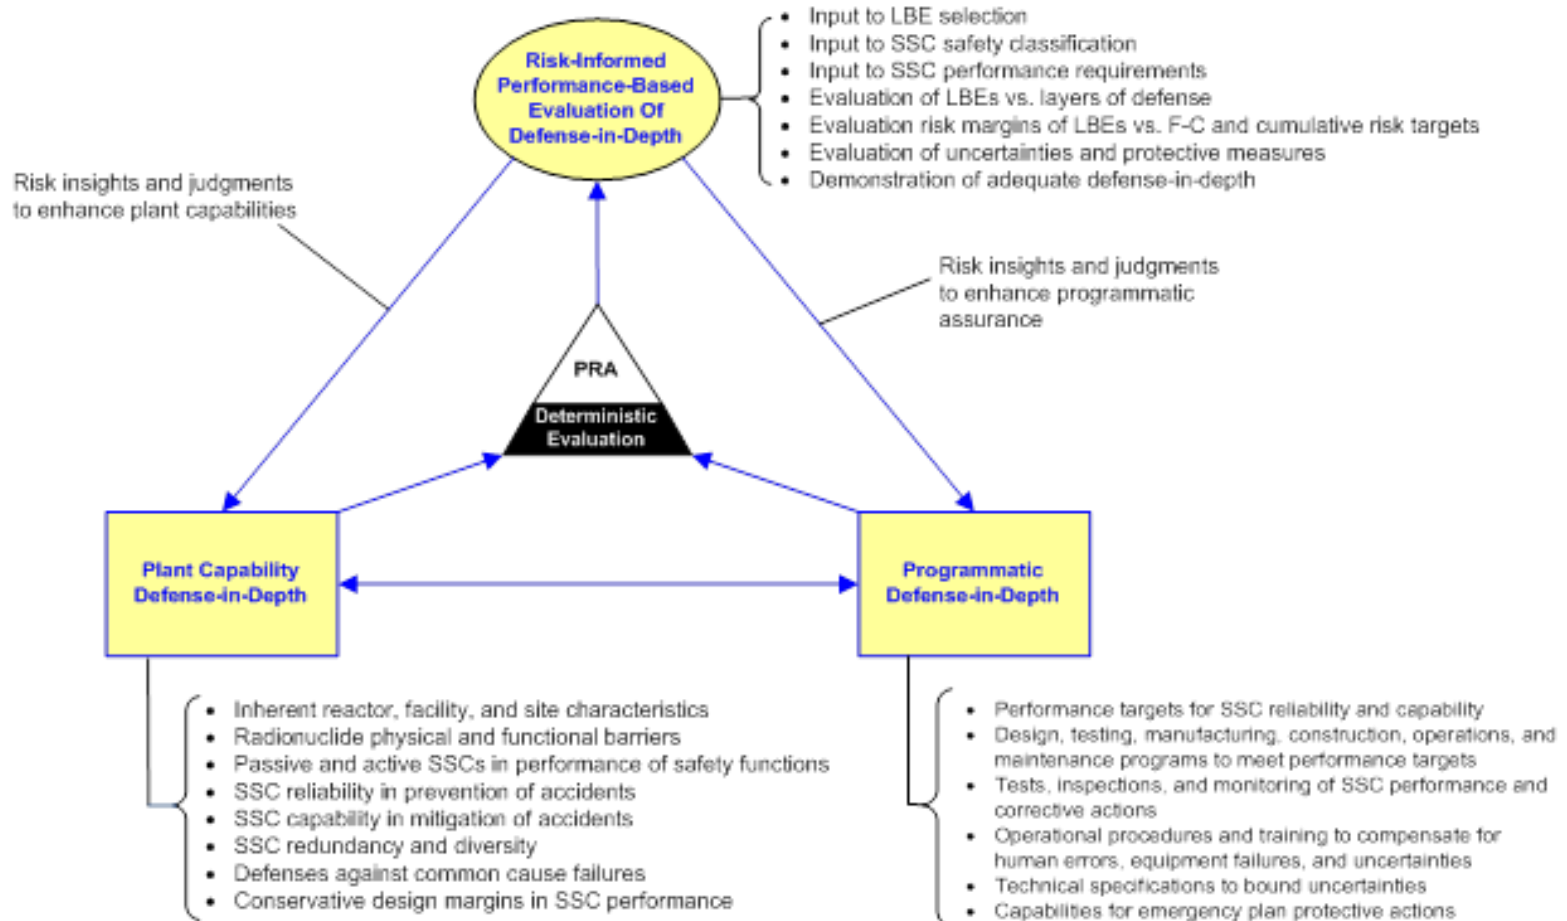 Risk-Informed
Performance-Based
Evaluation Of
Defense-in-Depth
• Input to LBE selection
• Input to SSC safety classification
• Input to SSC performance requirements
• Evaluation of LBEs vs. layers of defense
• Evaluation risk margins of LBEs vs. F-C and cumulative risk targets
• Evaluation of uncertainties and protective measures
• Demonstration of adequate defense-in-depth
Risk insights and judgments
to enhance plant capabilities
Risk insights and judgments
to enhance programmatic
assurance
PRA
Deterministic
Evaluation
Plant Capability
Defense-in-Depth
Programmatic
Defense-in-Depth
• Inherent reactor, facility, and site characteristics
• Radionuclide physical and functional barriers
• Passive and active SSCs in performance of safety functions
• SSC reliability in prevention of accidents
• SSC capability in mitigation of accidents
• SSC redundancy and diversity
• Defenses against common cause failures
• Conservative design margins in SSC performance
• Performance targets for SSC reliability and capability
• Design, testing, manufacturing, construction, operations, and
maintenance programs to meet performance targets
• Tests, inspections, and monitoring of SSC performance and
corrective actions
• Operational procedures and training to compensate for
human errors, equipment failures, and uncertainties
• Technical specifications to bound uncertainties
• Capabilities for emergency plan protective actions